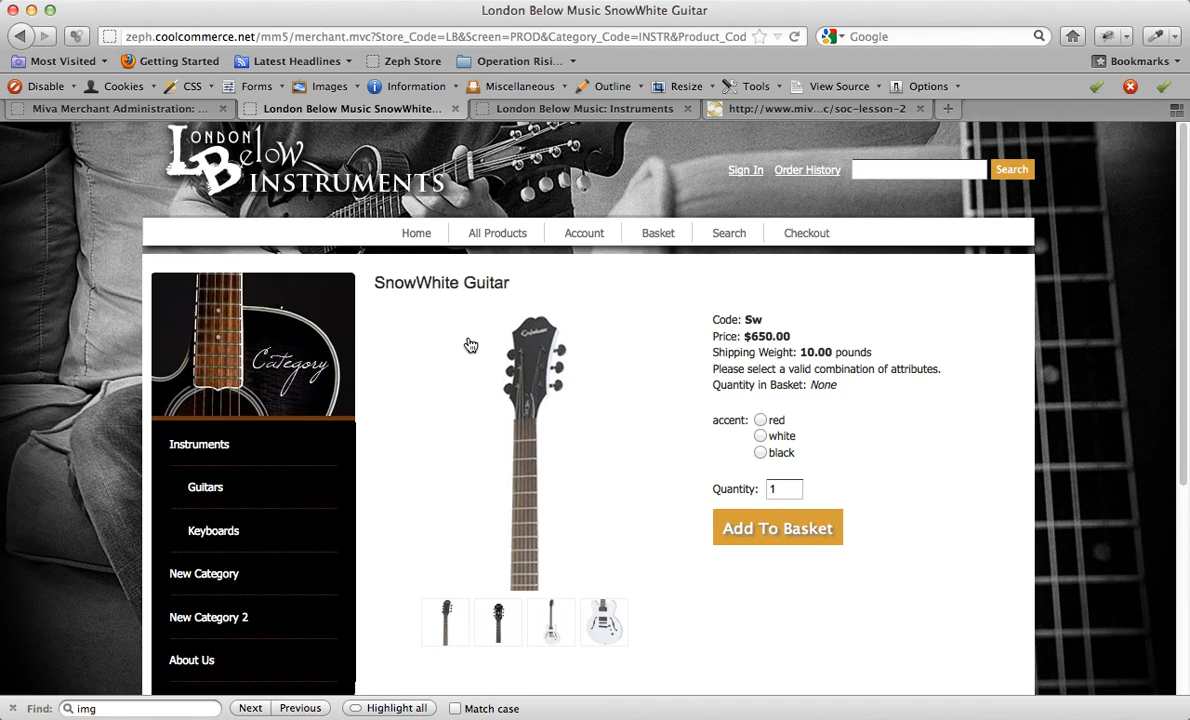 London Below Music SnowWhite Guitar
zeph.coolcommerce.net/mm5/merchant.mvc?Store_Code=LB&Screen=PROD&Category_Code=INSTR&Product_Cod
Google
Most Visited
Getting Started
Latest Headlines
Zeph Store
Operation Risi...
Bookmarks
Disable
Cookies
CSS
Forms
Images
Information
Miscellaneous
Outline
Resize
Tools
View Source
Options
Miva Merchant Administration: ...
London Below Music SnowWhite...
London Below Music: Instruments
http://www.miv...c/soc-lesson-2
LONDON
Below
INSTRUMENTS
Sign In
Order History
Search
Home
All Products
Account
Basket
Search
Checkout
Category
Instruments
Guitars
Keyboards
New Category
New Category 2
About Us
SnowWhite Guitar
Epiphone
Code: Sw
Price: $650.00
Shipping Weight: 10.00 pounds
Please select a valid combination of attributes.
Quantity in Basket: None
accent: red
white
black
Quantity: 1
Add To Basket
Find: img
Next
Previous
Highlight all
Match case